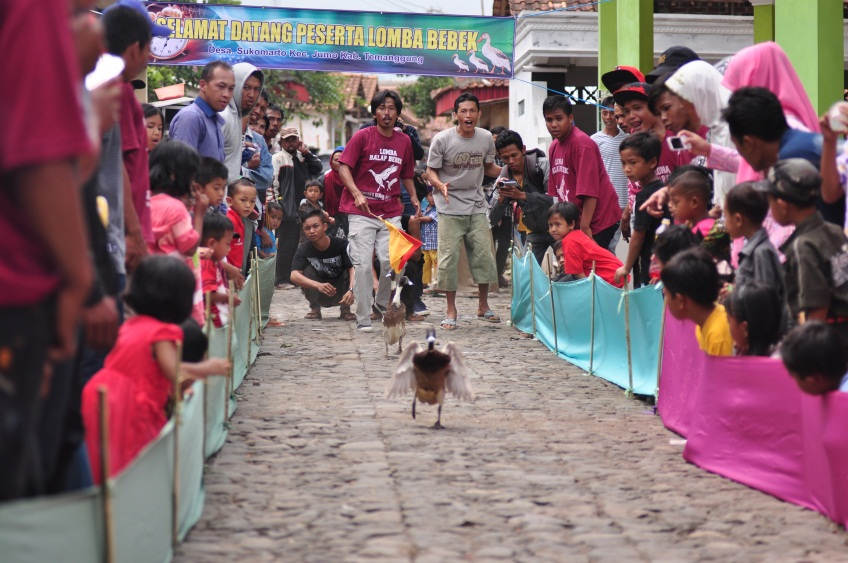 SELAMAT DATANG PESERTA LOMBA BEBEK
Desa, Sukomarto Kec. Jumo Kab. Temanggung
LOMBA
BALAP BEBEK